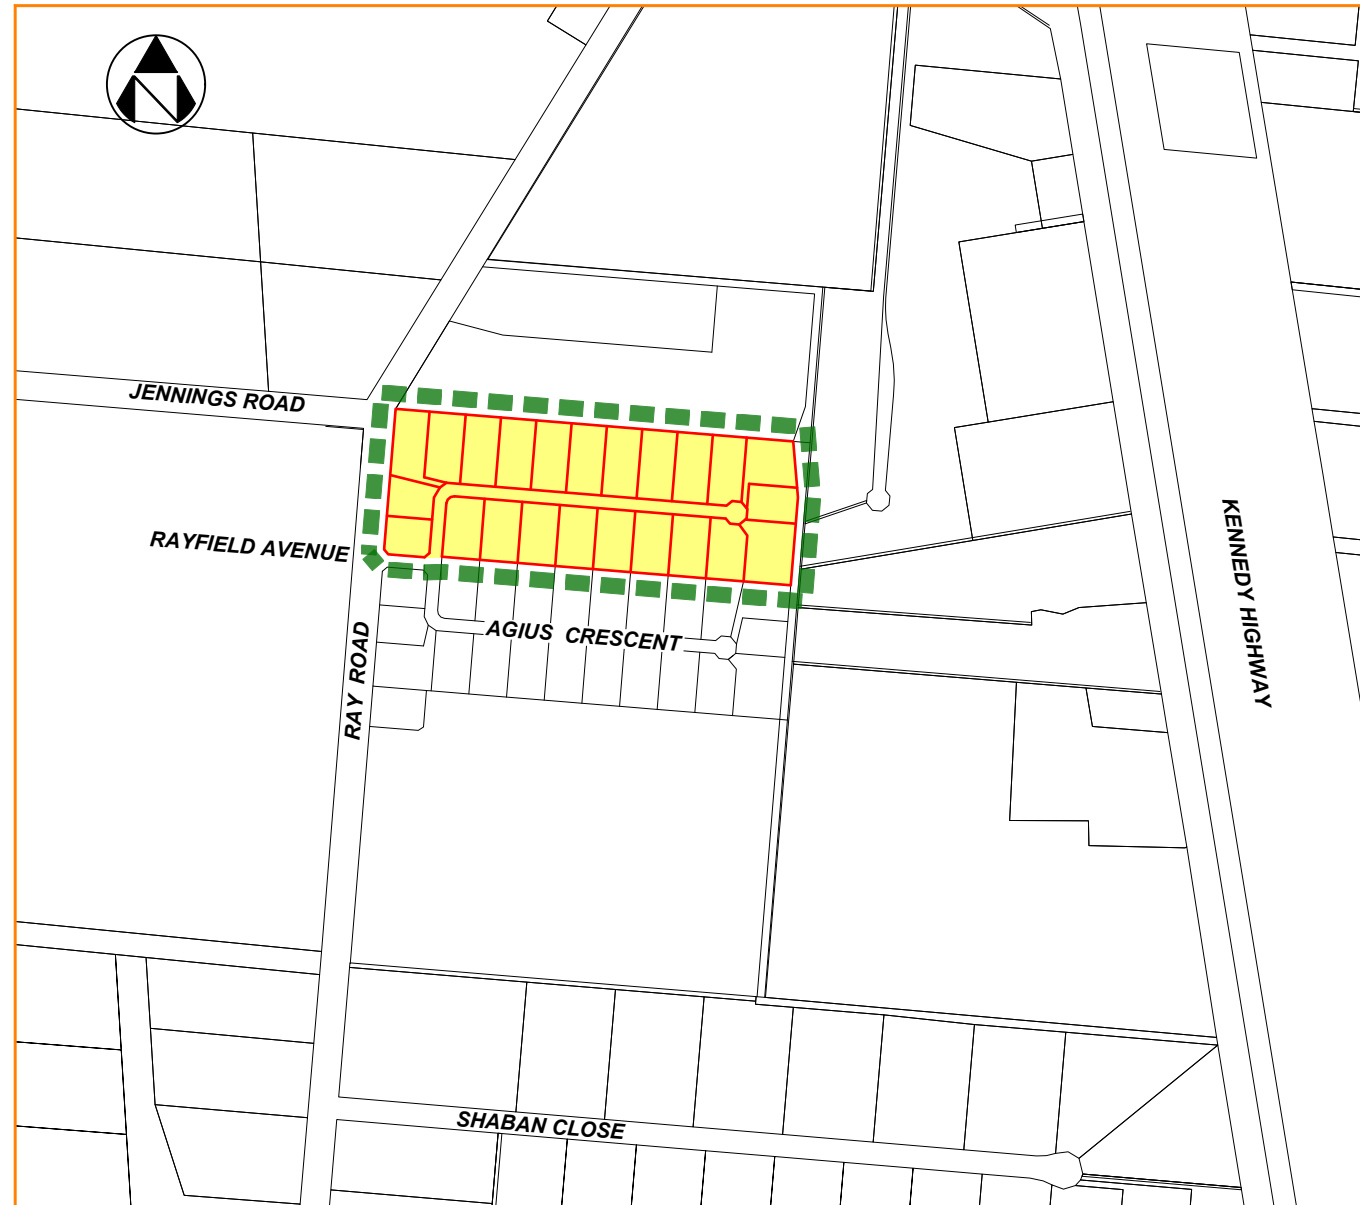 JENNINGS ROAD
RAYFIELD AVENUE
AGIUS CRESCENT
RAY ROAD
KENNEDY HIGHWAY
SHABAN CLOSE